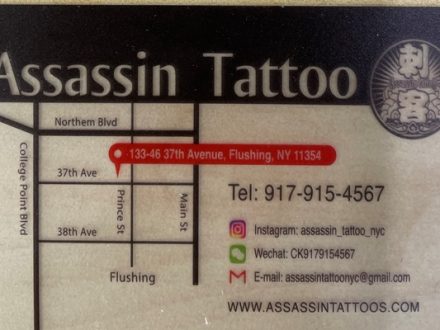 Assassin Tattoo
刺客
Northern Blvd
133-46 37th Avenue, Flushing, NY 11354
College Point Blvd
37th Ave
Prince St
Main St
Tel: 917-915-4567
38th Ave
Instagram: assassin_tattoo_nyc
Wechat: CK9179154567
Flushing
E-mail: assassintattoonyc@gmail.com
WWW.ASSASSINTATTOOS.COM